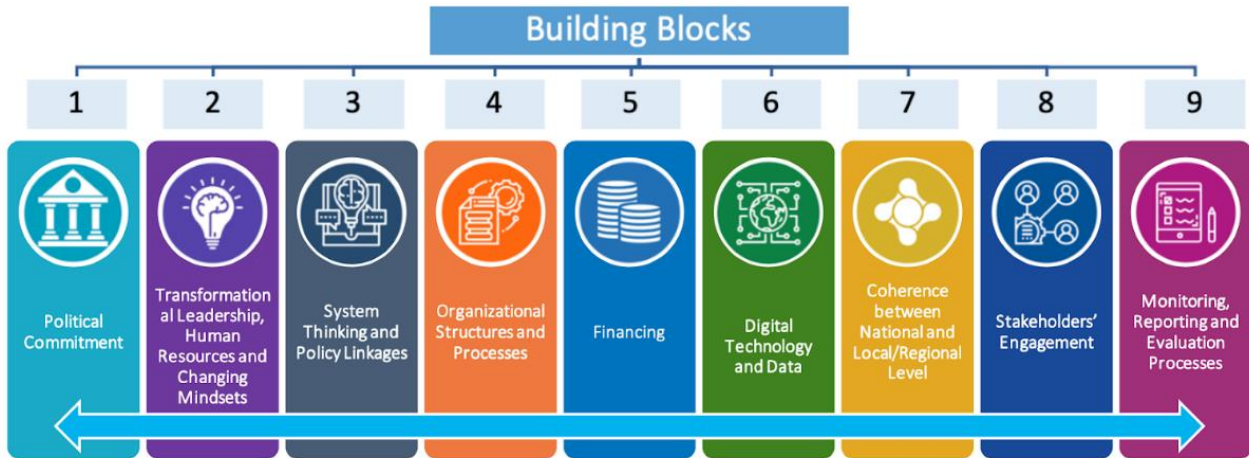 Building Blocks
1
2
3
4
5
6
7
8
9
Political
Commitment
Transformation
al Leadership,
Human
Resources and
Changing
Mindsets
System
Thinking and
Policy Linkages
Organizational
Structures and
Processes
Financing
Digital
Technology
and Data
Coherence
between
National and
Local/Regional
Level
Stakeholders’
Engagement
Monitoring,
Reporting and
Evaluation
Processes